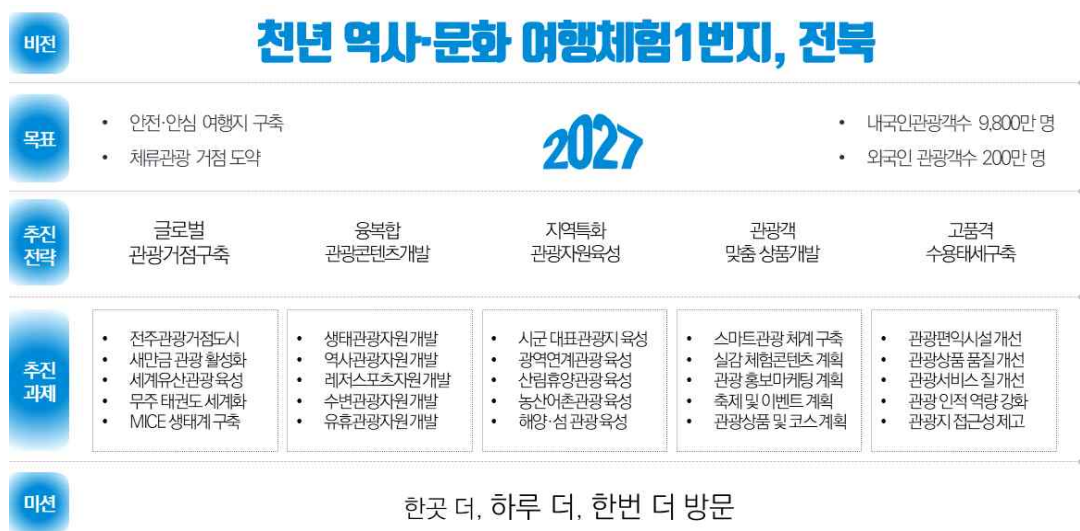 비전
천년 역사·문화 여행체험1번지, 전북
목표
• 안전·안심 여행지 구축
• 체류관광 거점 도약
2027
• 내국인관광객수 9,800만 명
• 외국인 관광객수 200만 명
추진
전략
글로벌
관광거점구축
융복합
관광콘텐츠개발
지역특화
관광자원육성
관광객
맞춤 상품개발
고품격
수용태세구축
추진
과제
• 전주관광거점도시
• 새만금 관광 활성화
• 세계유산관광 육성
• 무주 태권도 세계화
• MICE 생태계 구축
• 생태관광자원 개발
• 역사관광자원 개발
• 레저스포츠자원 개발
• 수변관광자원 개발
• 유휴관광자원 개발
• 시군 대표관광지 육성
• 광역연계관광 육성
• 산림휴양관광 육성
• 농산어촌관광 육성
• 해양·섬 관광 육성
• 스마트관광 체계 구축
• 실감 체험콘텐츠 계획
• 관광 홍보마케팅 계획
• 축제 및 이벤트 계획
• 관광상품 및 코스 계획
• 관광편익시설 개선
• 관광상품 품질 개선
• 관광서비스 질 개선
• 관광 인적 역량 강화
• 관광지 접근성 제고
미션
한곳 더, 하루 더, 한번 더 방문